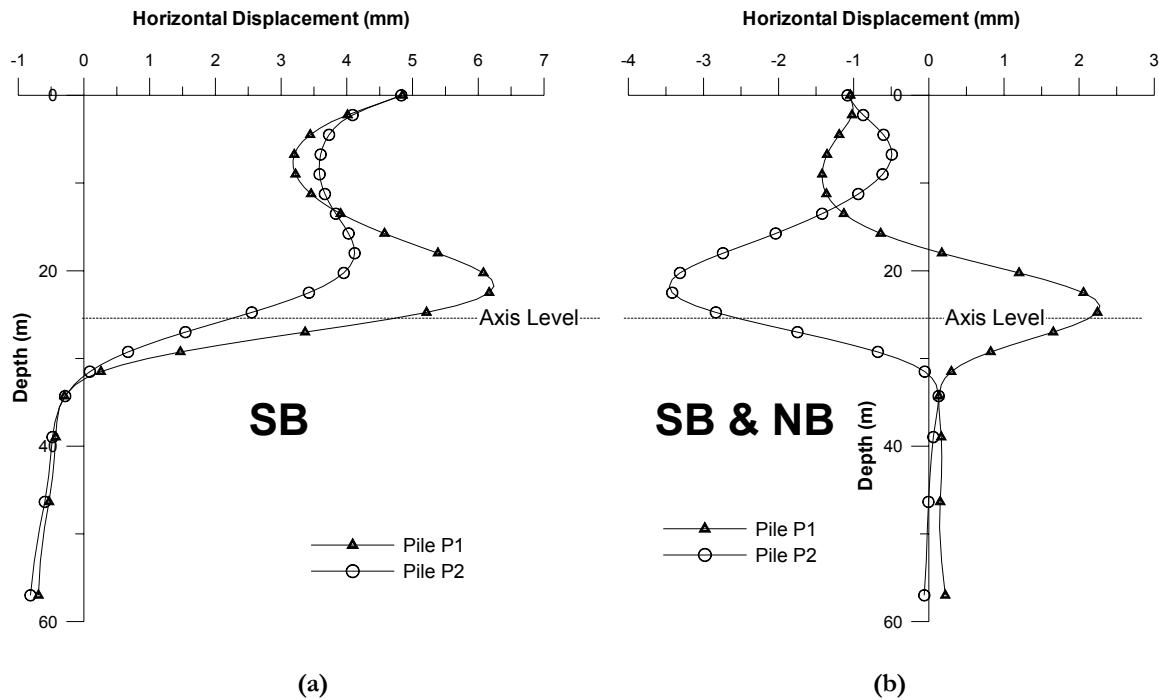 Horizontal Displacement (mm)
-1 0 1 2 3 4 5 6 7
0
20
40
60
Depth (m)
Axis Level
SB
Pile P1
Pile P2
(a)
Horizontal Displacement (mm)
-4 -3 -2 -1 0 1 2 3
0
20
40
60
Depth (m)
Axis Level
SB & NB
Pile P1
Pile P2
(b)